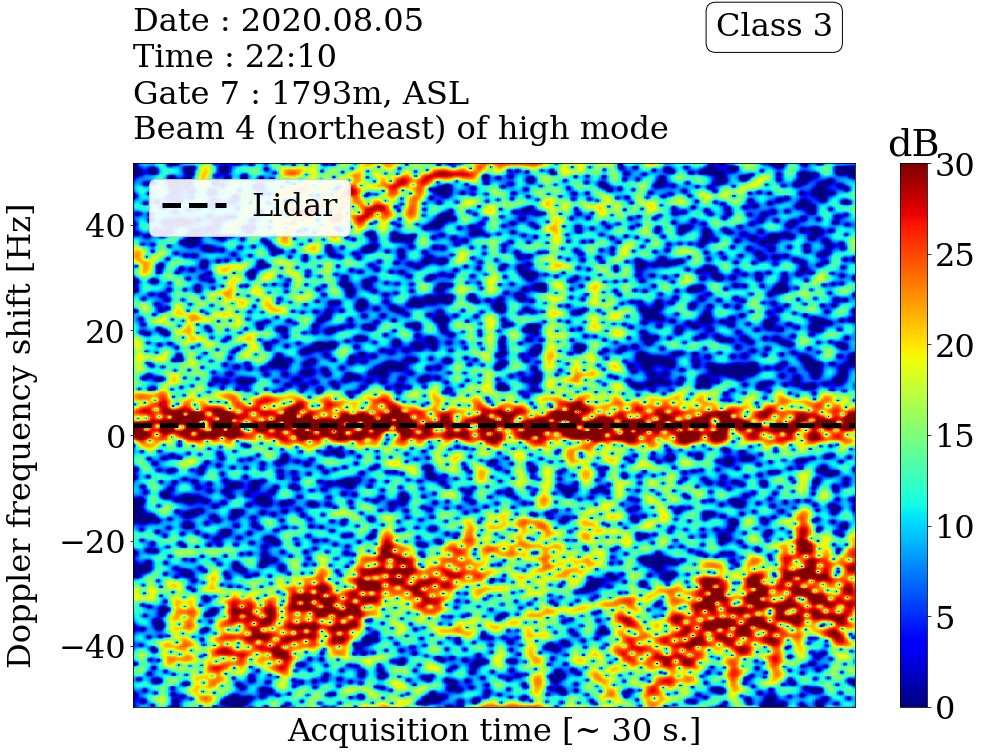 Date : 2020.08.05
Time : 22:10
Gate 7 : 1793m, ASL
Beam 4 (northeast) of high mode
Class 3
dB
Lidar
Doppler frequency shift [Hz]
40
20
0
−20
−40
30
25
20
15
10
5
0
Acquisition time [~ 30 s.]